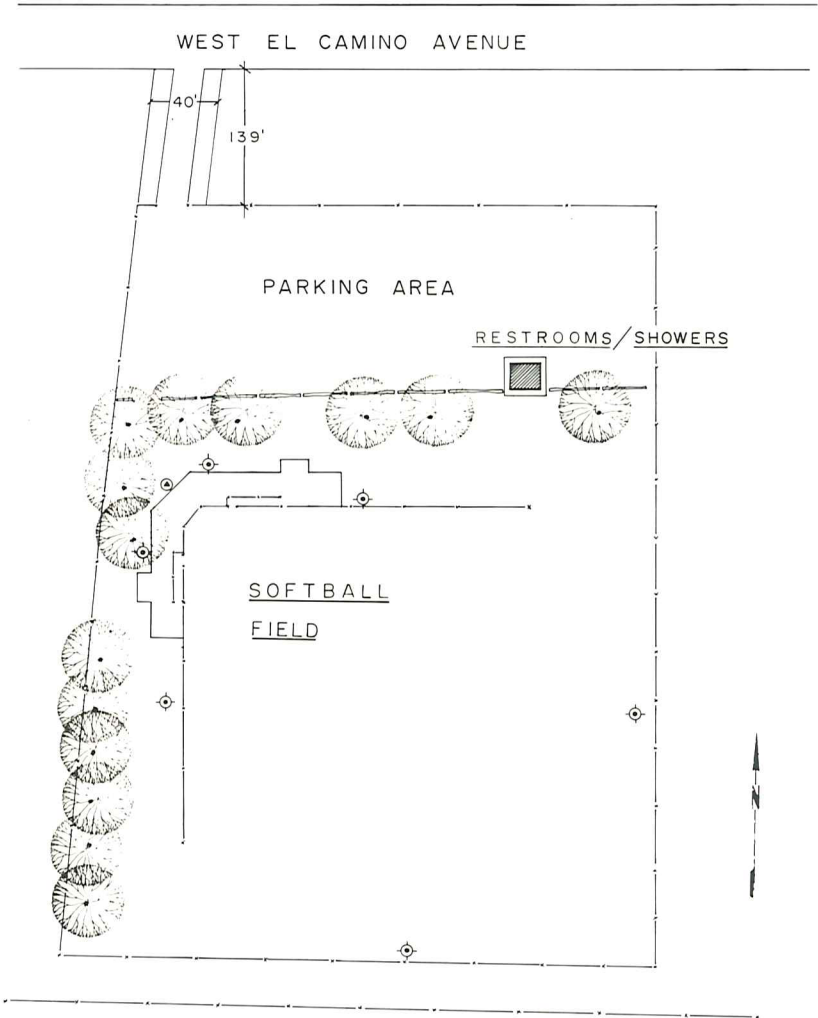 WEST EL CAMINO AVENUE
40'
139'
PARKING AREA
RESTROOMS/SHOWERS
SOFTBALL
FIELD
N